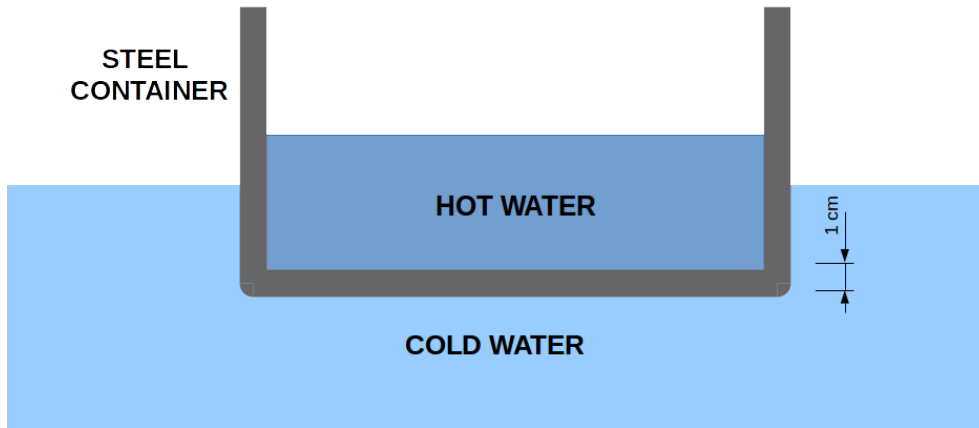 STEEL
CONTAINER
HOT WATER
1 cm
COLD WATER